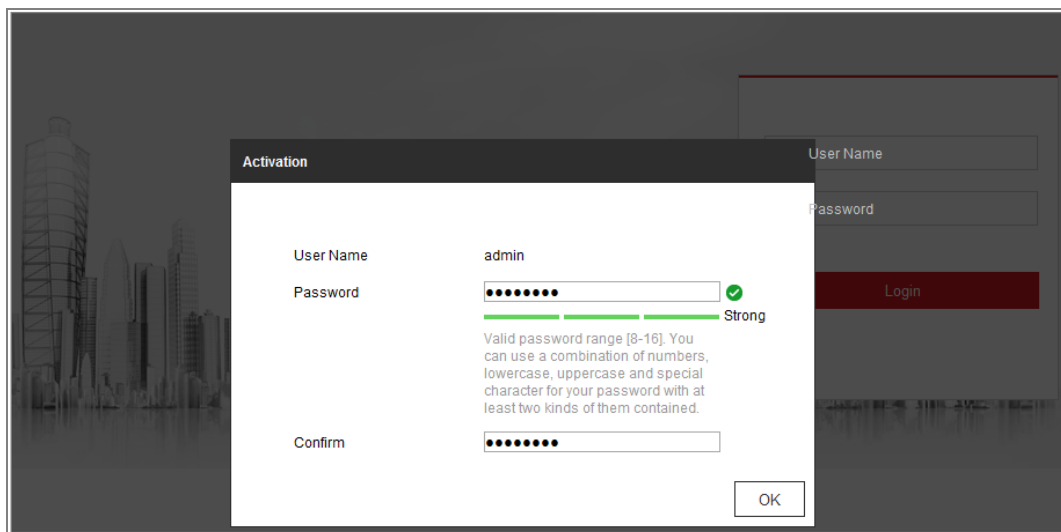 Activation
User Name
Password
Login
User Name admin
Password ●●●●●●●●
Strong
Valid password range [8-16]. You
can use a combination of numbers,
lowercase, uppercase and special
character for your password with at
least two kinds of them contained.
Confirm ●●●●●●●●
OK